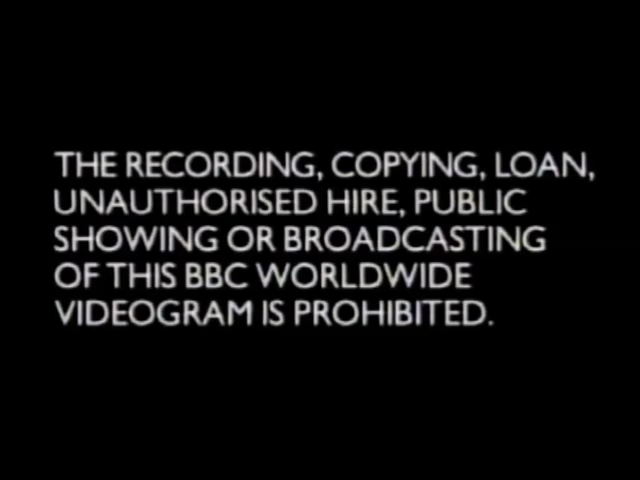 THE RECORDING, COPYING, LOAN,
UNAUTHORISED HIRE, PUBLIC
SHOWING OR BROADCASTING
OF THIS BBC WORLDWIDE
VIDEOGRAM IS PROHIBITED.